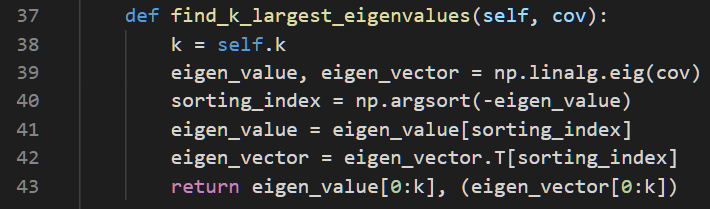 37 def find_k_largest_eigenvalues(self, cov):
38 k = self.k
39 eigen_value, eigen_vector = np.linalg.eig(cov)
40 sorting_index = np.argsort(-eigen_value)
41 eigen_value = eigen_value[sorting_index]
42 eigen_vector = eigen_vector.T[sorting_index]
43 return eigen_value[0:k], (eigen_vector[0:k])